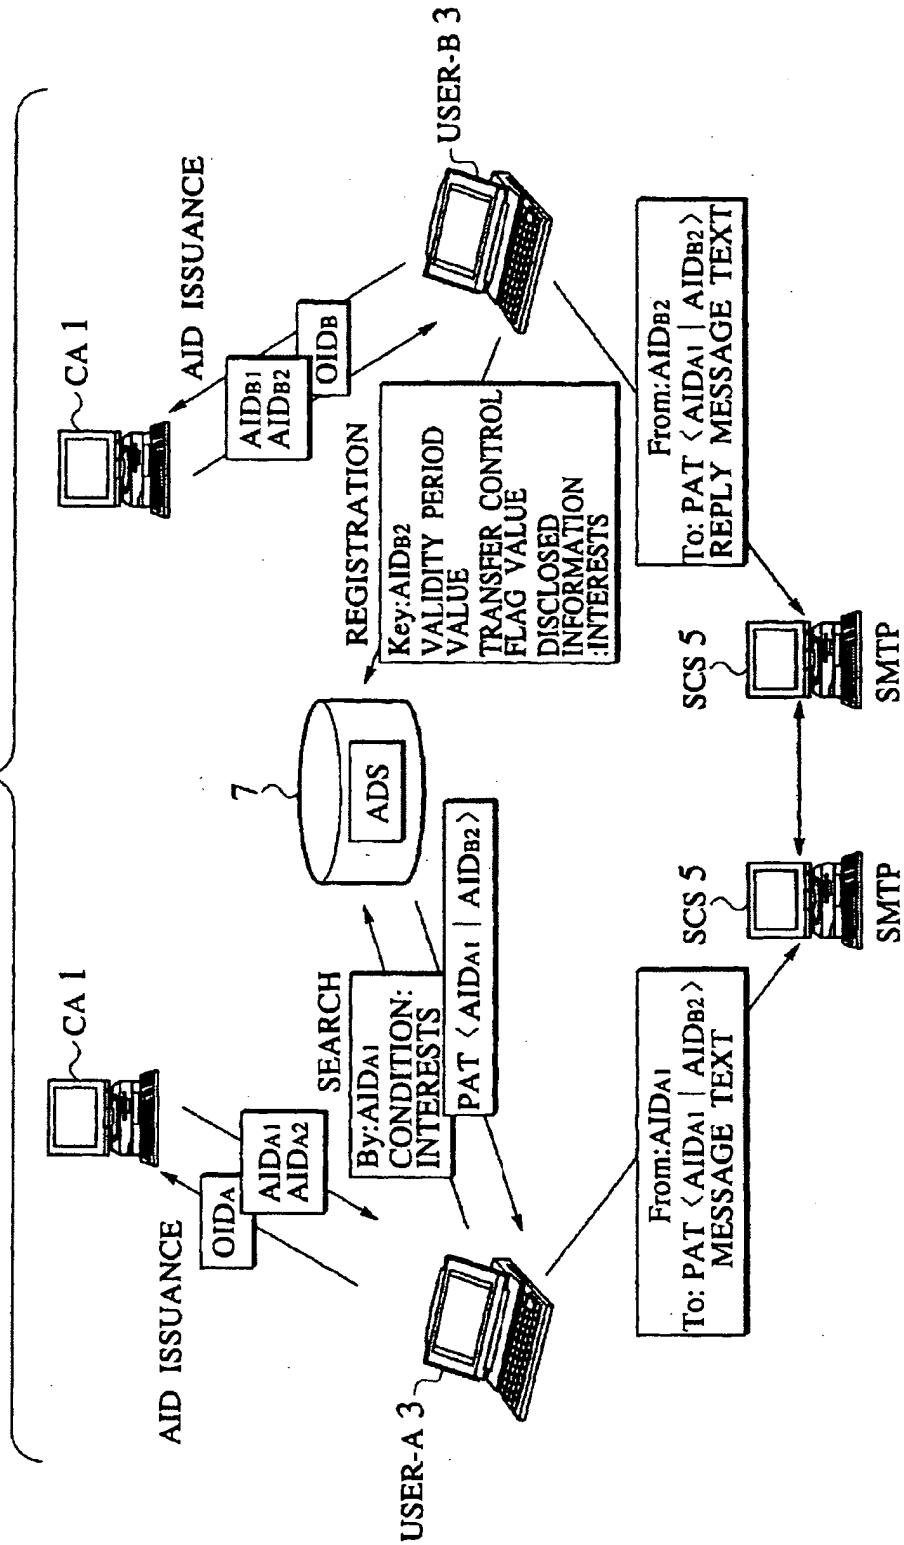 CA 1
CA 1
AID ISSUANCE
AID ISSUANCE
OIDA
AIDA1
AIDA2
AIDB1
AIDB2
OIDB
USER-A 3
USER-B 3
SEARCH
By:AIDA1
CONDITION:
INTERESTS
PAT <AIDA1 | AIDB2>
7
ADS
REGISTRATION
Key:AIDB2
VALIDITY PERIOD
VALUE
TRANSFER CONTROL
FLAG VALUE
DISCLOSED
INFORMATION
:INTERESTS
From:AIDA1
To: PAT <AIDA1 | AIDB2>
MESSAGE TEXT
SCS 5
SMTP
SCS 5
SMTP
From:AIDB2
To: PAT <AIDA1 | AIDB2>
REPLY MESSAGE TEXT